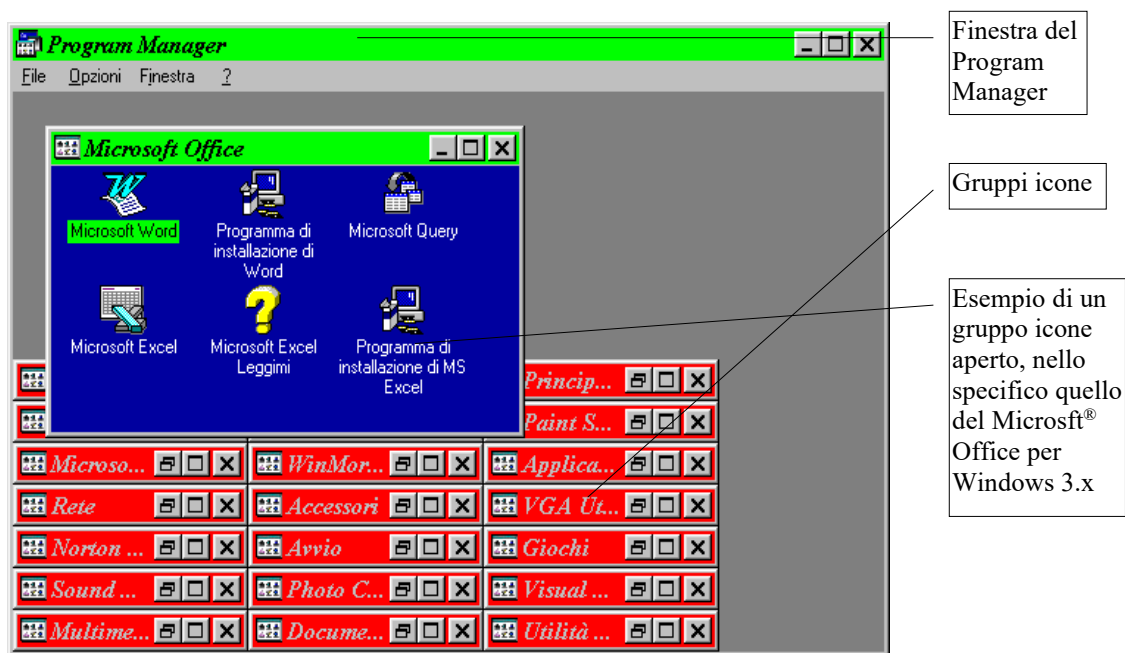 Program Manager
File Opzioni Finestra ?
Microsoft Office
Microsoft Word
Programma di
installazione di
Word
Microsoft Query
Microsoft Excel
Microsoft Excel
Leggimi
Programma di
installazione di MS
Excel
Princip...
Paint S...
Microso... WinMor... Applica...
Rete Accessori VGA Ut...
Norton ... Avvio Giochi
Sound ... Photo C... Visual ...
Multime... Docume... Utilità ...
Finestra del
Program
Manager
Gruppi icone
Esempio di un
gruppo icone
aperto, nello
specifico quello
del Microsft®
Office per
Windows 3.x